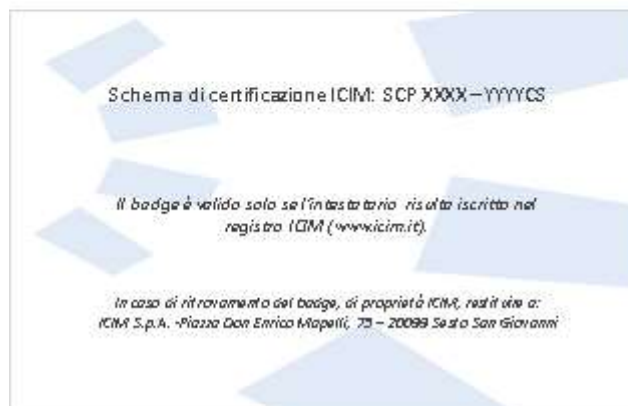 Schema di certificazione ICIM: SCP XXXX – YYYYCS
Il badge è valido solo se l'intestatario risulta iscritto nel
registro ICIM (www.icim.it).
In caso di ritrovamento del badge, di proprietà ICIM, restituire a:
ICIM S.p.A. -Piazza Don Enrico Mapelli, 75 – 20099 Sesto San Giovanni